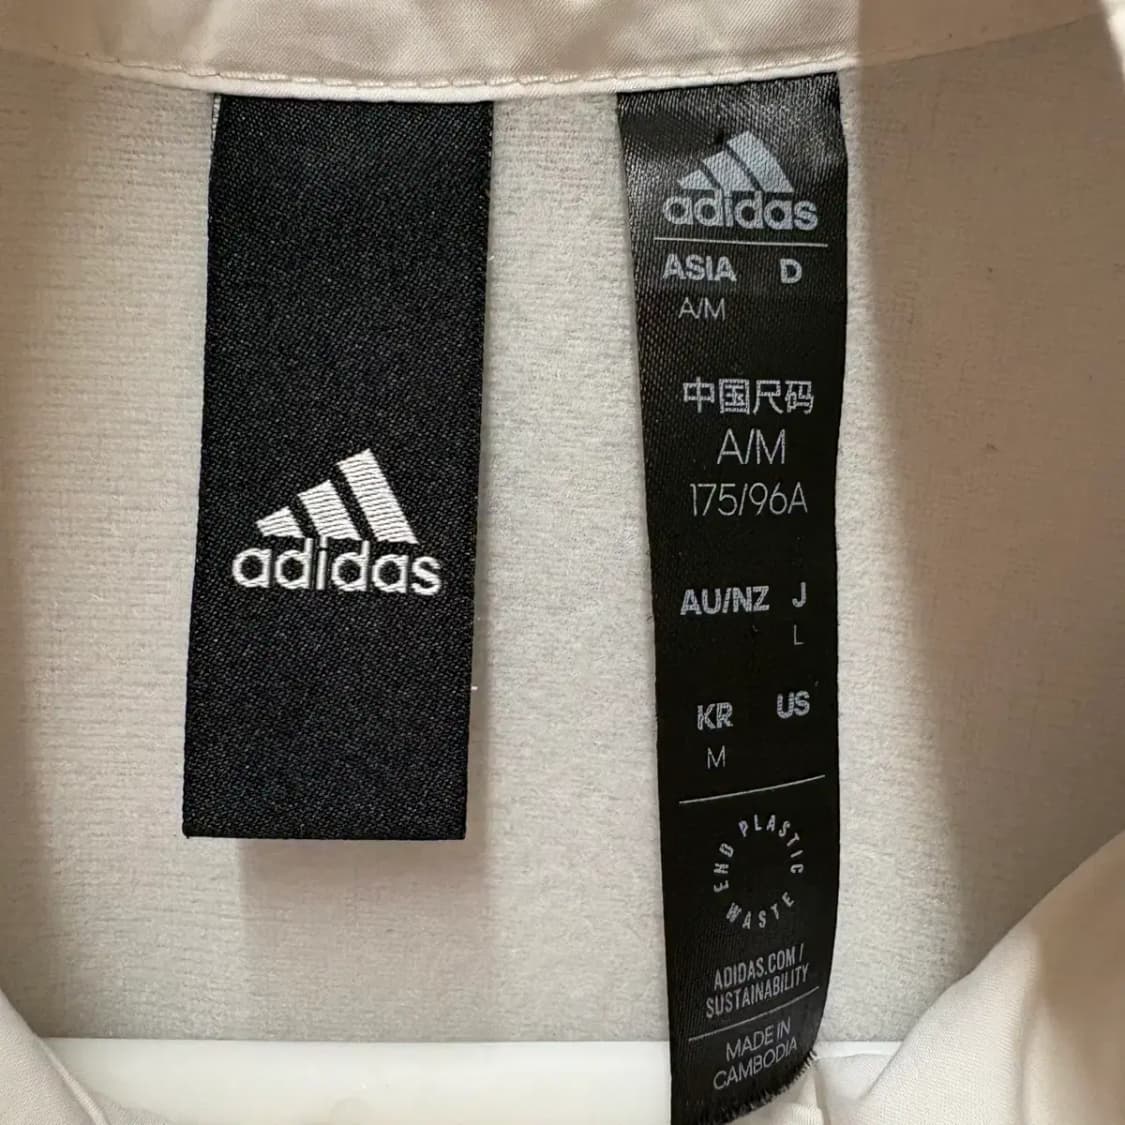 adidas
adidas
ASIA D
A/M
中国尺码
A/M
175/96A
AU/NZ J
L
KR US
M
END PLASTIC WASTE
ADIDAS.COM/
SUSTAINABILITY
MADE IN
CAMBODIA